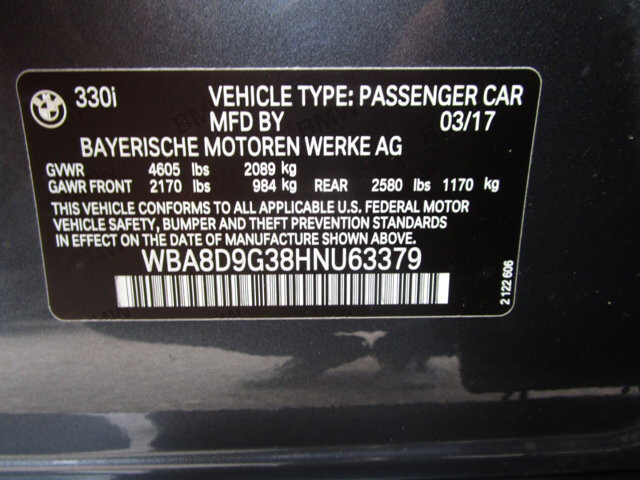 330i VEHICLE TYPE: PASSENGER CAR
MFD BY 03/17
BAYERISCHE MOTOREN WERKE AG
GVWR 4605 lbs 2089 kg
GAWR FRONT 2170 lbs 984 kg REAR 2580 lbs 1170 kg
THIS VEHICLE CONFORMS TO ALL APPLICABLE U.S. FEDERAL MOTOR
VEHICLE SAFETY, BUMPER AND THEFT PREVENTION STANDARDS
IN EFFECT ON THE DATE OF MANUFACTURE SHOWN ABOVE.
WBA8D9G38HNU63379
2 122 606